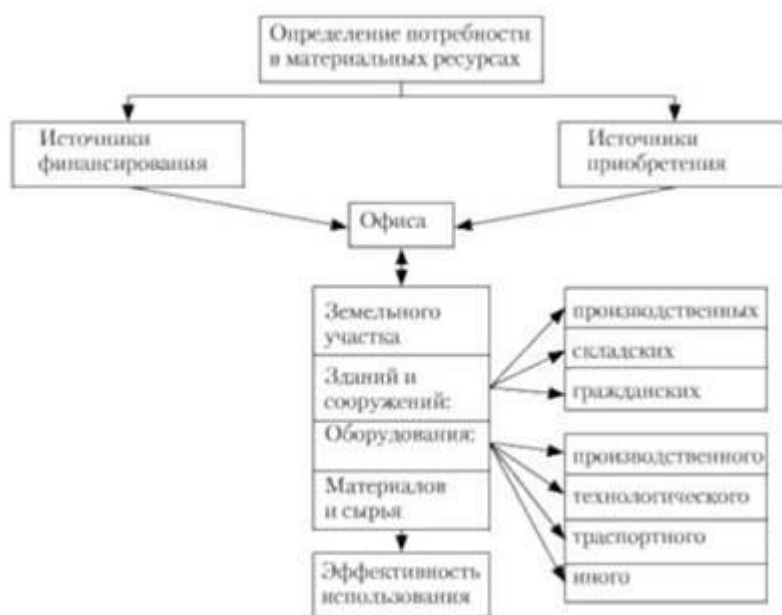 Определение потребности
в материальных ресурсах
Источники
финансирования
Источники
приобретения
Офиса
Земельного
участка
Зданий и
сооружений:
производственных
складских
гражданских
Оборудования:
производственного
технологического
траспортного
иного
Материалов
и сырья
Эффективность
использования